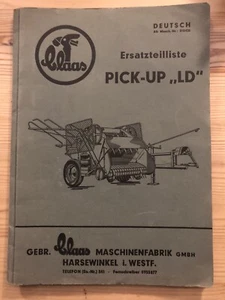 DEUTSCH
Claas
Ersatzteilliste
PICK-UP „LD“
GEBR. Claas MASCHINENFABRIK GMBH
HARSEWINKEL i. WESTF.